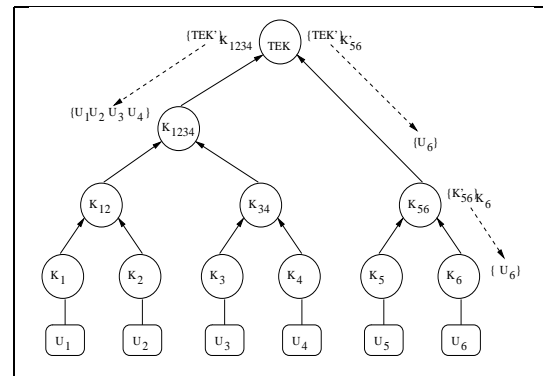 {TEK'}K1234 TEK {TEK'}K'56
{U1U2 U3 U4}
K1234
{U6}
K12 K34 K56 {K'56}K6
K1 K2 K3 K4 K5 K6 { U6}
U1 U2 U3 U4 U5 U6